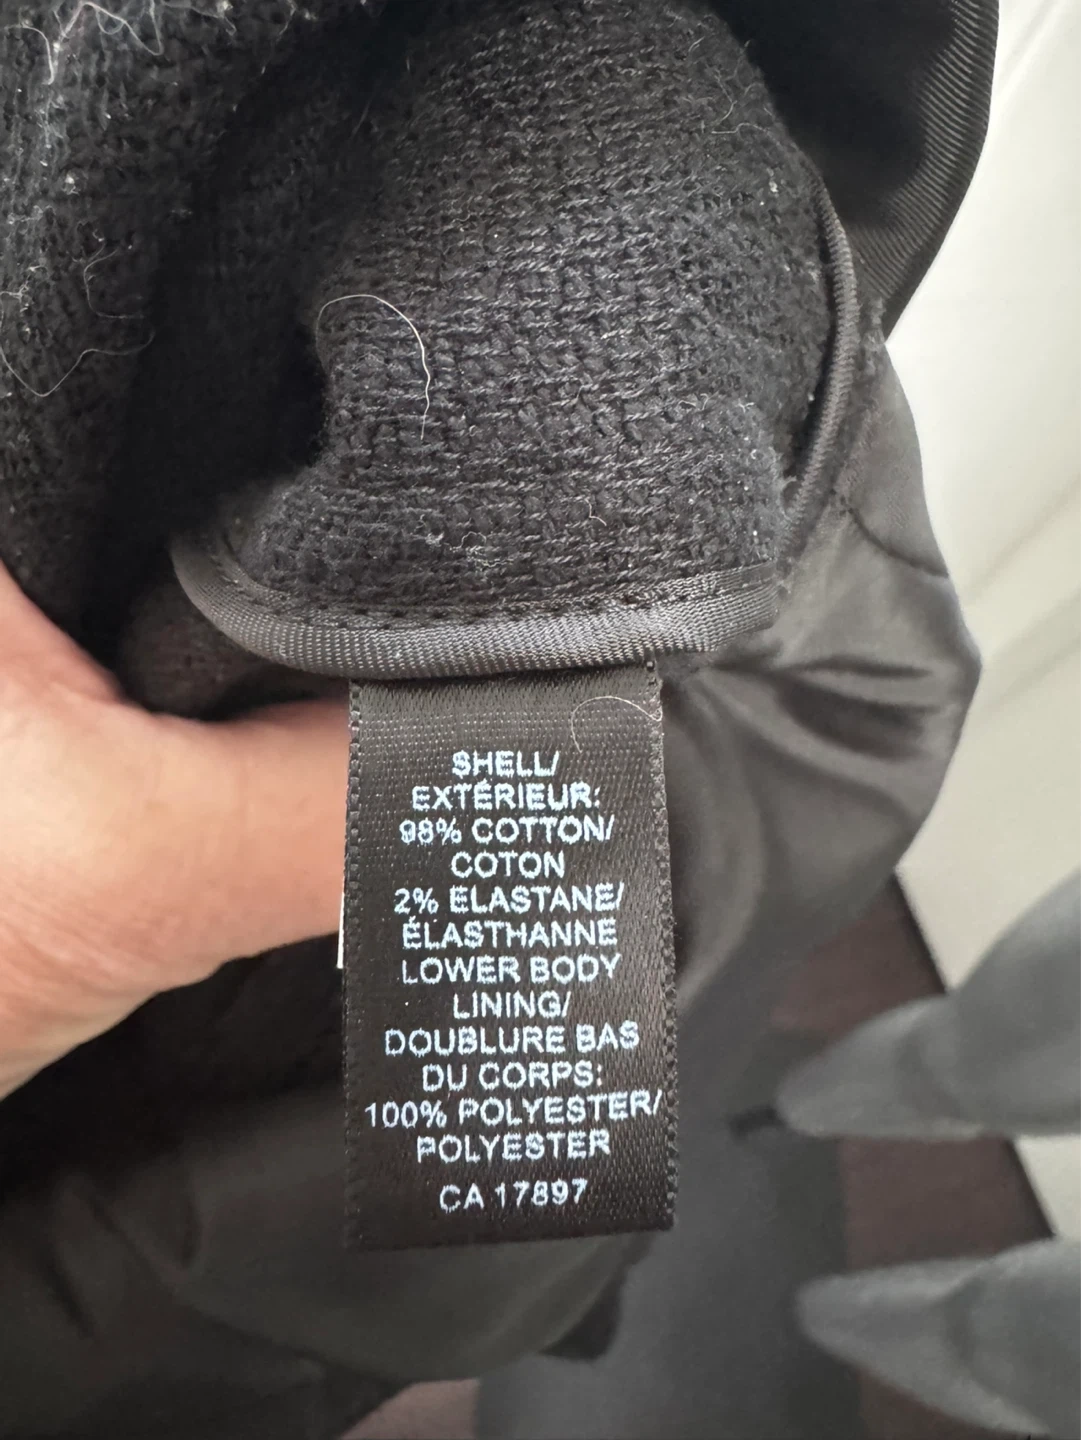 SHELL/
EXTÉRIEUR:
98% COTTON/
COTON
2% ELASTANE/
ÉLASTHANNE
LOWER BODY
LINING/
DOUBLURE BAS
DU CORPS:
100% POLYESTER/
POLYESTER
CA 17897